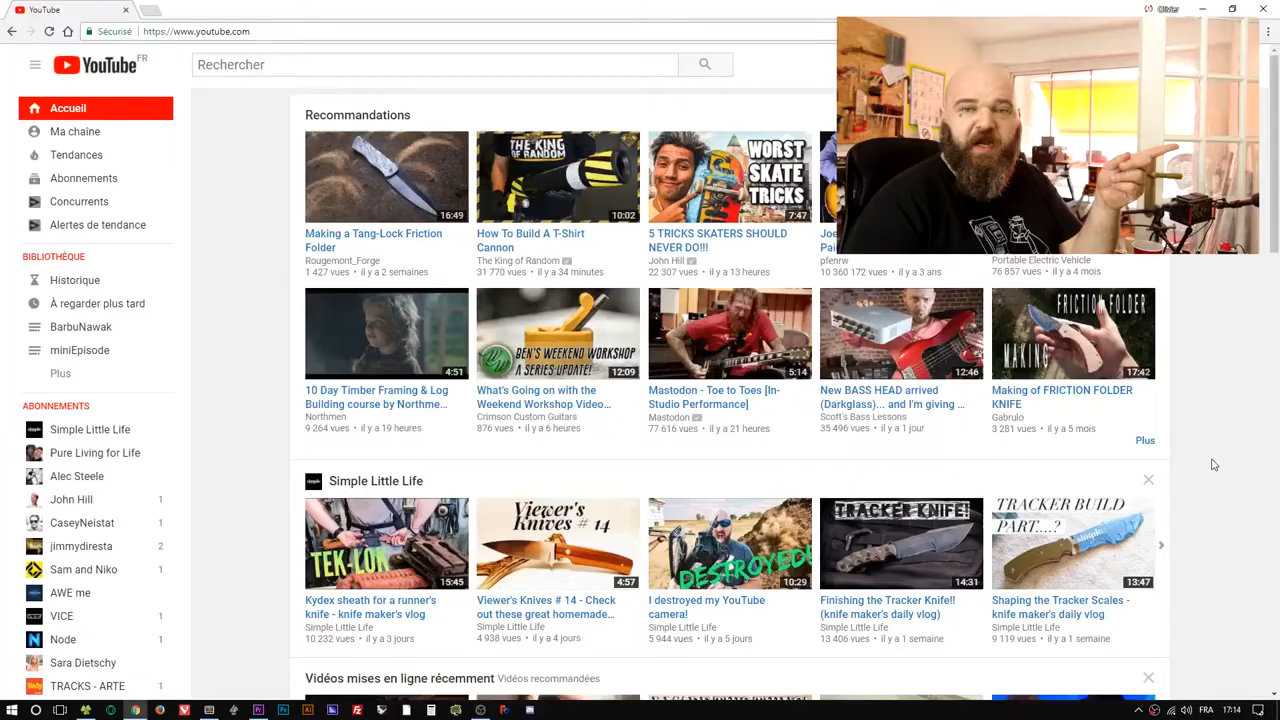 YouTube
Olivier
Sécurisé
https://www.youtube.com
YouTube FR
Rechercher
Accueil
Ma chaîne
Tendances
Abonnements
Concurrents
Alertes de tendance
BIBLIOTHÈQUE
Historique
À regarder plus tard
BarbuNawak
miniEpisode
Plus
ABONNEMENTS
Simple Little Life
Pure Living for Life
Alec Steele
John Hill 1
CaseyNeistat 1
jimmydiresta 2
Sam and Niko 1
AWE me
VICE 1
Node 1
Sara Dietschy
TRACKS - ARTE 1
Recommandations
16:49
Making a Tang-Lock Friction
Folder
Rougemont_Forge
1 427 vues • il y a 2 semaines
THE KING
OF RANDOM
10:02
How To Build A T-Shirt
Cannon
The King of Random
31 770 vues • il y a 34 minutes
WORST
SKATE
TRICKS
7:47
5 TRICKS SKATERS SHOULD
NEVER DO!!!
John Hill
22 307 vues • il y a 13 heures
Joe
Pai
pfenrw
10 360 172 vues • il y a 3 ans
Portable Electric Vehicle
76 857 vues • il y a 4 mois
4:51
10 Day Timber Framing & Log
Building course by Northme...
Northmen
9 264 vues • il y a 19 heures
BEN'S WEEKEND WORKSHOP
A SERIES UPDATE!
12:09
What's Going on with the
Weekend Workshop Video...
Crimson Custom Guitars
876 vues • il y a 6 heures
5:14
Mastodon - Toe to Toes [In-
Studio Performance]
Mastodon
77 616 vues • il y a 21 heures
12:46
New BASS HEAD arrived
(Darkglass)... and I'm giving ...
Scott's Bass Lessons
35 496 vues • il y a 1 jour
FRICTION FOLDER
MAKING
17:42
Making of FRICTION FOLDER
KNIFE
Gabrulo
3 281 vues • il y a 5 mois
Plus
Simple Little Life
TEK-LOK
15:45
Kydex sheath for a runner's
knife - knife maker's vlog
Simple Little Life
10 232 vues • il y a 3 jours
Viewer's
Knives # 14
4:57
Viewer's Knives # 14 - Check
out these great homemade...
Simple Little Life
4 938 vues • il y a 4 jours
DESTROYED!
10:29
I destroyed my YouTube
camera!
Simple Little Life
5 944 vues • il y a 5 jours
TRACKER KNIFE!
14:31
Finishing the Tracker Knife!!
(knife maker's daily vlog)
Simple Little Life
13 406 vues • il y a 1 semaine
TRACKER BUILD
PART....?
simple
13:47
Shaping the Tracker Scales -
knife maker's daily vlog
Simple Little Life
9 119 vues • il y a 1 semaine
Vidéos mises en ligne récemment Vidéos recommandées
FRA
17:14